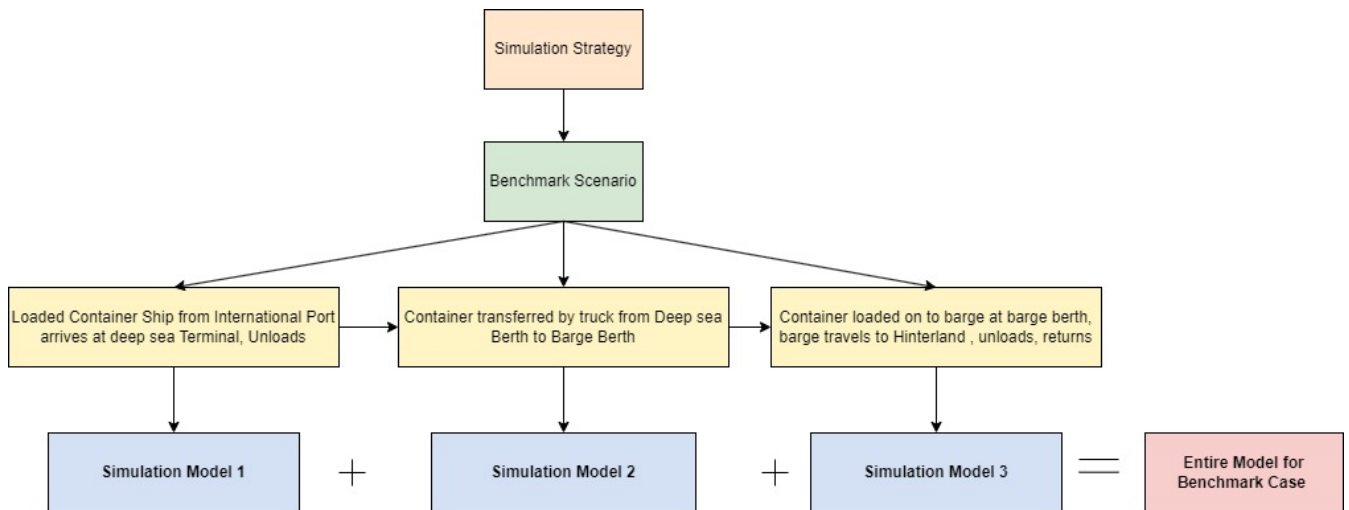 Simulation Strategy
Benchmark Scenario
Loaded Container Ship from International Port
arrives at deep sea Terminal, Unloads
Container transferred by truck from Deep sea
Berth to Barge Berth
Container loaded on to barge at barge berth,
barge travels to Hinterland , unloads, returns
Simulation Model 1
+
Simulation Model 2
+
Simulation Model 3
=
Entire Model for
Benchmark Case